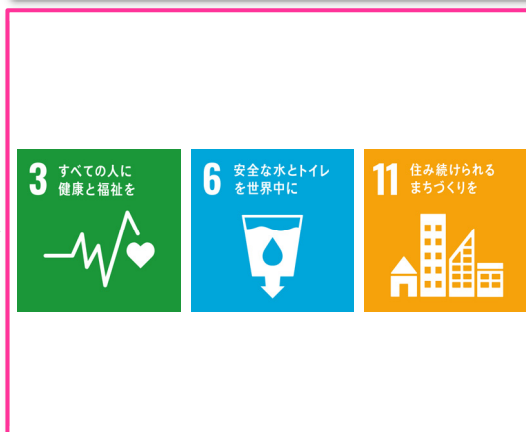 3 すべての人に
健康と福祉を
6 安全な水とトイレ
を世界中に
11 住み続けられる
まちづくりを